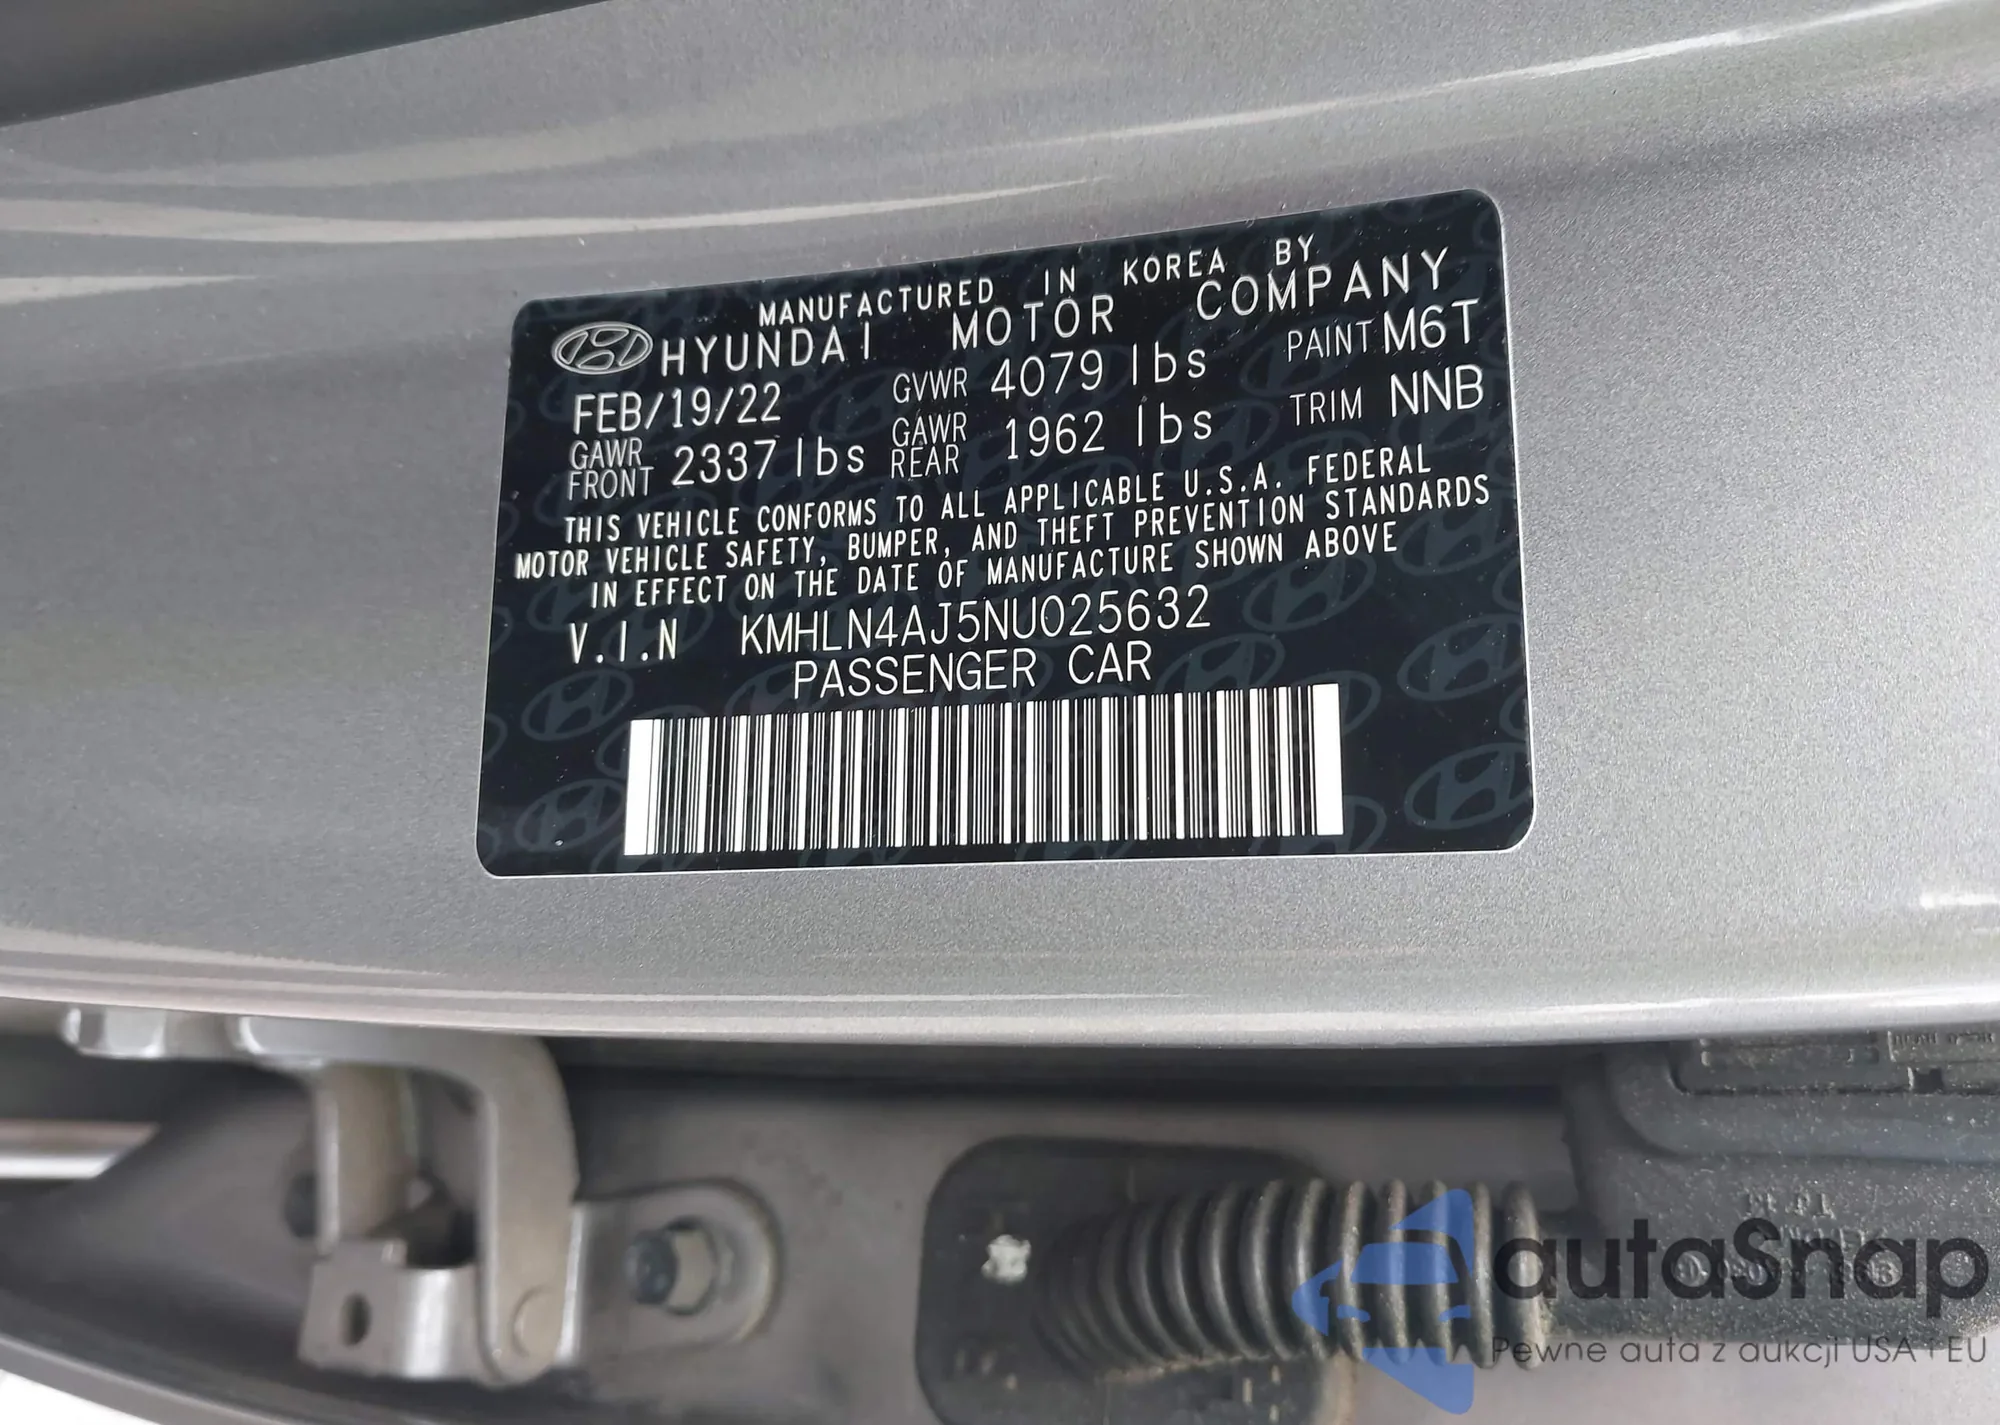 MANUFACTURED IN KOREA BY
HYUNDAI MOTOR COMPANY
FEB/19/22 GVWR 4079 lbs PAINT M6T
GAWR FRONT 2337 lbs GAWR REAR 1962 lbs TRIM NNB
THIS VEHICLE CONFORMS TO ALL APPLICABLE U.S.A. FEDERAL
MOTOR VEHICLE SAFETY, BUMPER, AND THEFT PREVENTION STANDARDS
IN EFFECT ON THE DATE OF MANUFACTURE SHOWN ABOVE
V.I.N KMHLN4AJ5NU025632
PASSENGER CAR
autaSnap
Pewne auta z aukcji USA i EU